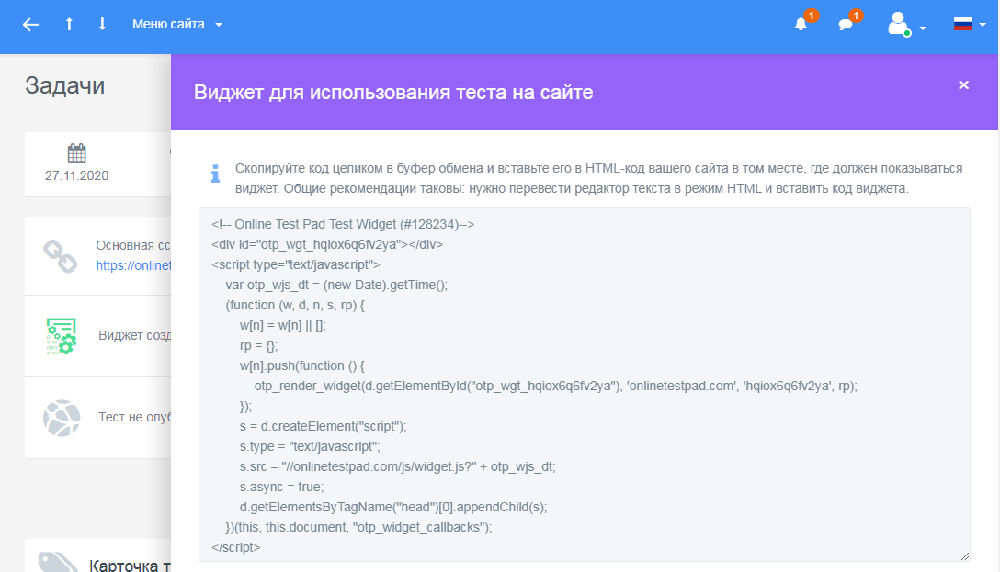 Меню сайта
1
1
Задачи
Виджет для использования теста на сайте
×
27.11.2020
Скопируйте код целиком в буфер обмена и вставьте его в HTML-код вашего сайта в том месте, где должен показываться
виджет. Общие рекомендации таковы: нужно перевести редактор текста в режим HTML и вставить код виджета.
Основная сс
https://onlinet
Виджет созд
Тест не опуб
Карточка т
<!-- Online Test Pad Test Widget (#128234)-->
<div id="otp_wgt_hqiox6q6fv2ya"></div>
<script type="text/javascript">
var otp_wjs_dt = (new Date).getTime();
(function (w, d, n, s, rp) {
w[n] = w[n] || [];
rp = {};
w[n].push(function () {
otp_render_widget(d.getElementById("otp_wgt_hqiox6q6fv2ya"), 'onlinetestpad.com', 'hqiox6q6fv2ya', rp);
});
s = d.createElement("script");
s.type = "text/javascript";
s.src = "//onlinetestpad.com/js/widget.js?" + otp_wjs_dt;
s.async = true;
d.getElementsByTagName("head")[0].appendChild(s);
})(this, this.document, "otp_widget_callbacks");
</script>